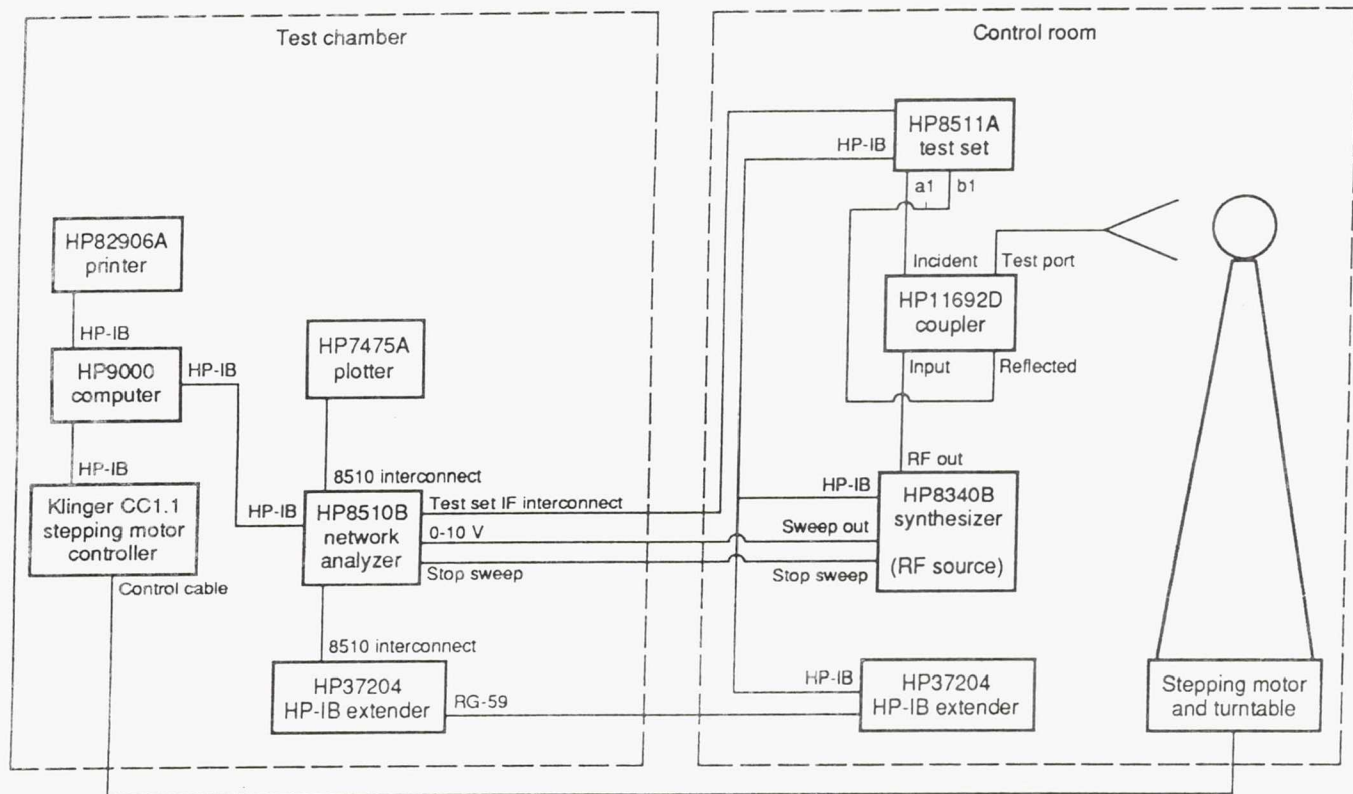 Test chamber
Control room
HP8511A
test set
HP-IB
a1
b1
HP82906A
printer
Incident
Test port
HP11692D
coupler
HP-IB
HP7475A
plotter
HP9000
computer
HP-IB
Input
Reflected
HP-IB
RF out
8510 interconnect
Klinger CC1.1
stepping motor
controller
HP-IB
HP8510B
network
analyzer
Test set IF interconnect
0-10 V
Stop sweep
HP-IB
Sweep out
Stop sweep
HP8340B
synthesizer
(RF source)
Control cable
8510 interconnect
HP37204
HP-IB extender
RG-59
HP-IB
HP37204
HP-IB extender
Stepping motor
and turntable